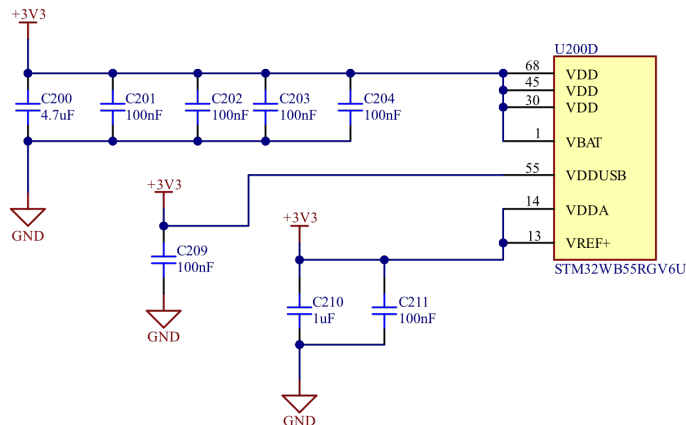 +3V3
U200D
C200
4.7uF
C201
100nF
C202
100nF
C203
100nF
C204
100nF
68
VDD
45
VDD
30
VDD
1
VBAT
55
VDDUSB
14
VDDA
13
VREF+
STM32WB55RGV6U
GND
+3V3
C209
100nF
GND
+3V3
C210
1uF
C211
100nF
GND